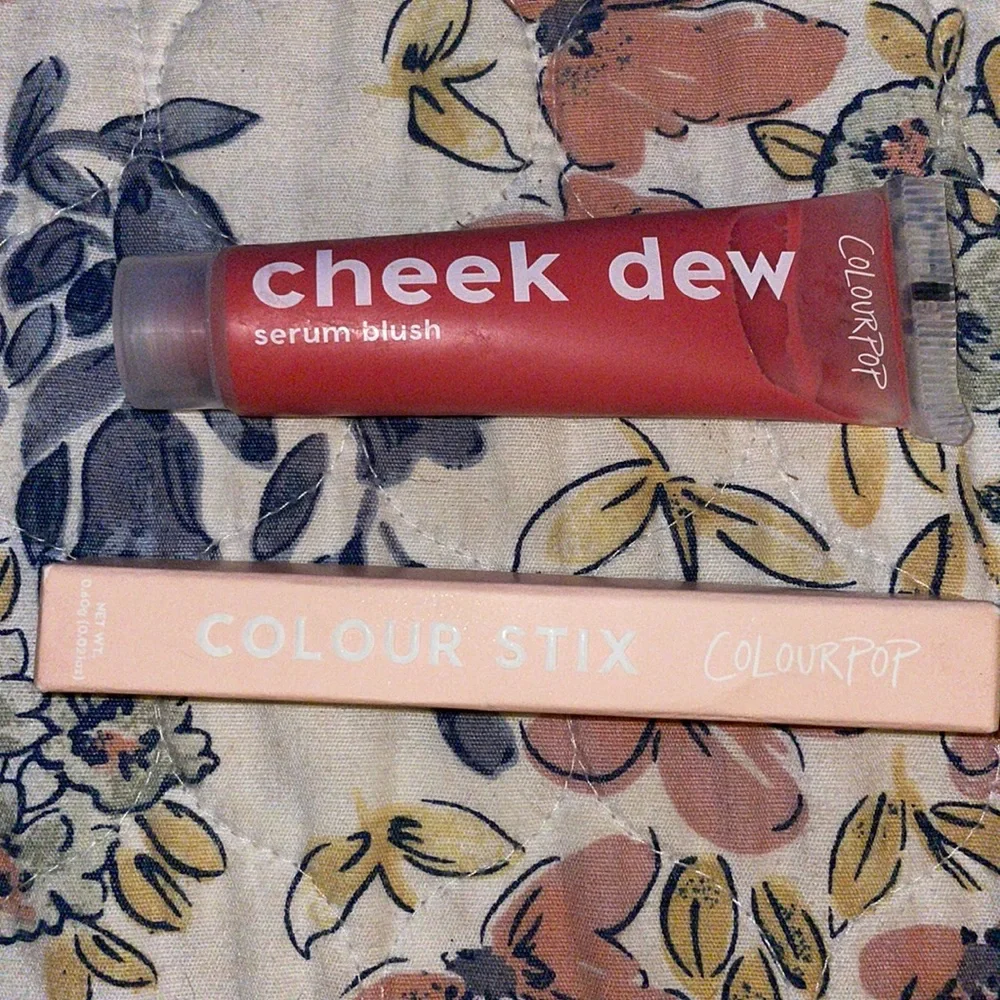 cheek dew
serum blush
COLOURPOP
NET WT.
COLOUR STIX
COLOURPOP